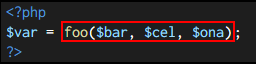 <?php
$var = foo($bar, $cel, $ona);
?>